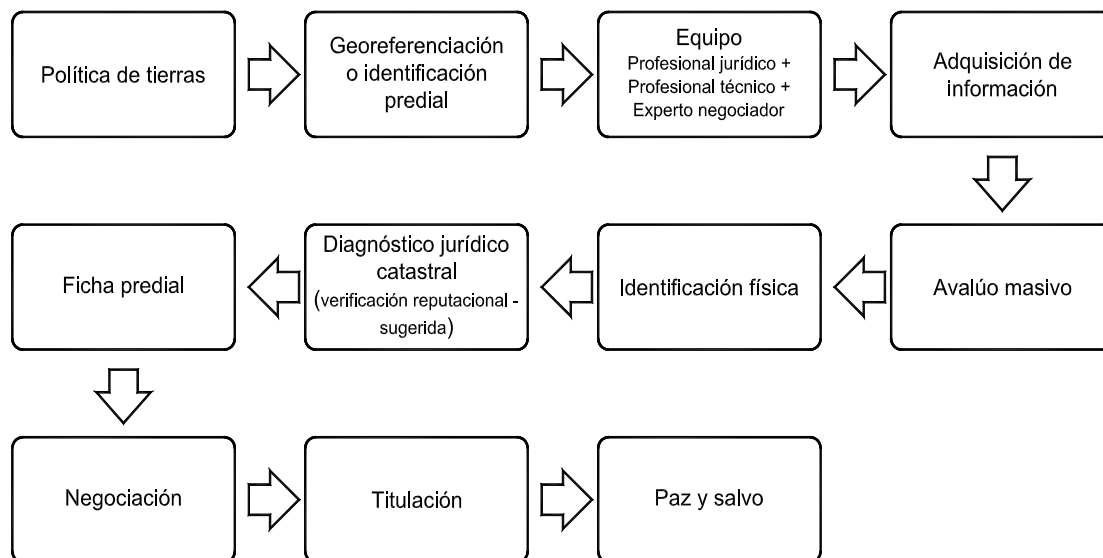 Política de tierras
Georeferenciación
o identificación
predial
Equipo
Profesional jurídico +
Profesional técnico +
Experto negociador
Adquisición de
información
Avalúo masivo
Identificación física
Diagnóstico jurídico
catastral
(verificación reputacional -
sugerida)
Ficha predial
Negociación
Titulación
Paz y salvo